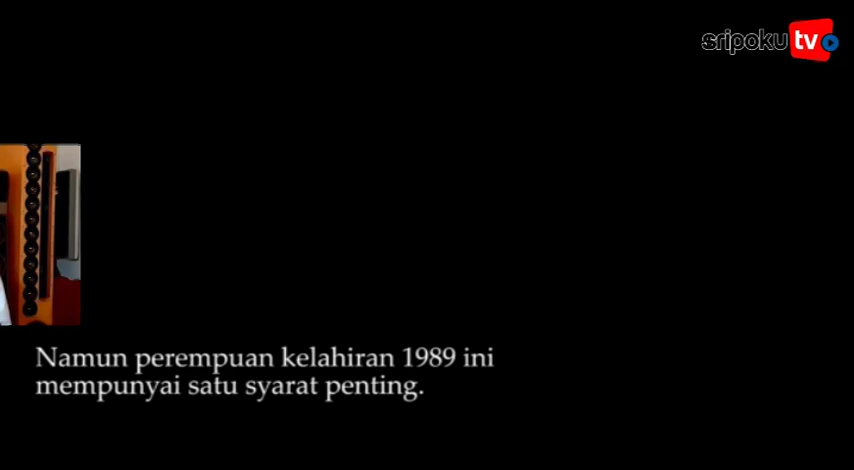 sripoku tv
Namun perempuan kelahiran 1989 ini
mempunyai satu syarat penting.